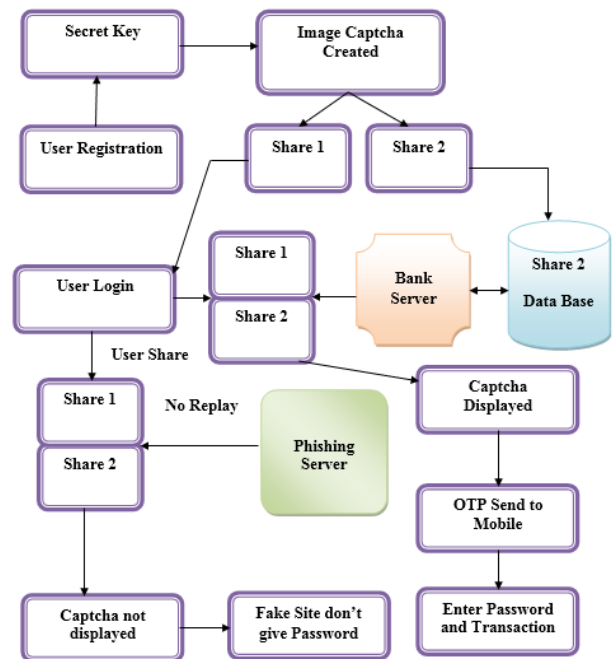 Secret Key
Image Captcha
Created
User Registration
Share 1
Share 2
Share 1
Share 2
User Login
Bank
Server
Share 2
Data Base
User Share
Share 1
Share 2
No Replay
Phishing
Server
Captcha
Displayed
OTP Send to
Mobile
Enter Password
and Transaction
Captcha not
displayed
Fake Site don't
give Password